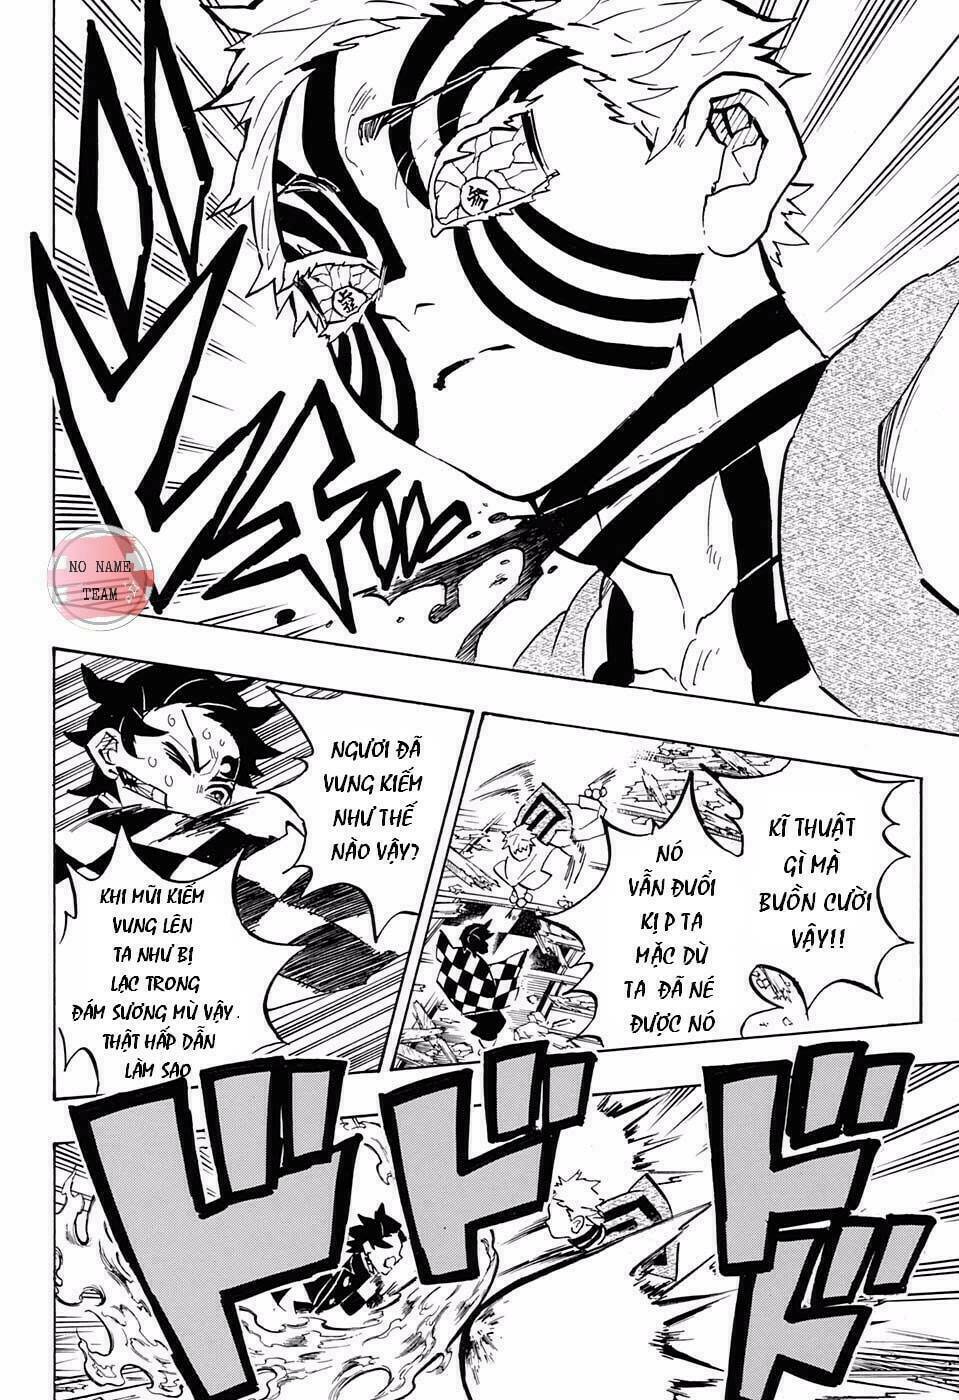 NO NAME
TEAM
KĨ THUẬT
GÌ MÀ
BUỒN CƯỜI
VẬY!!
NÓ
VẪN ĐUỔI
KỊP TA
MẶC DÙ
TA ĐÃ NÉ
ĐƯỢC NÓ
NGƯƠI ĐÃ
VUNG KIẾM
NHƯ THẾ
NÀO VẬY?
KHI MŨI KIẾM
VUNG LÊN
TA NHƯ BỊ
LẠC TRONG
ĐÁM SƯƠNG MÙ VẬY.
THẬT HẤP DẪN
LÀM SAO
ドドドド